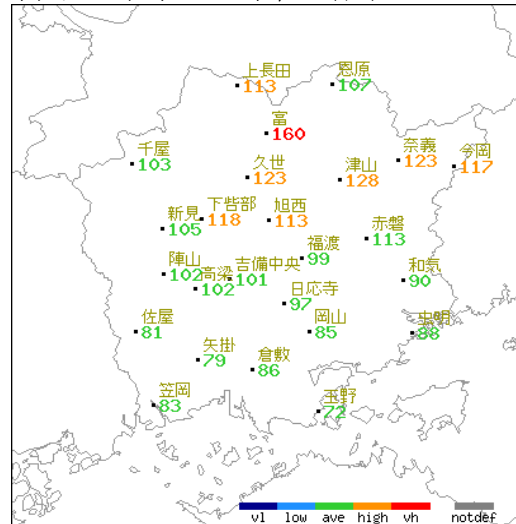 上長田
113
恩原
107
富
160
千屋
103
久世
123
津山
128
奈義
123
今岡
117
下呰部
118
旭西
113
新見
105
赤磐
113
福渡
99
陣山
102
高梁
102
吉備中央
101
和気
90
日応寺
97
佐屋
81
岡山
85
虫明
88
矢掛
79
倉敷
86
笠岡
83
玉野
72
vl low ave high vh notdef